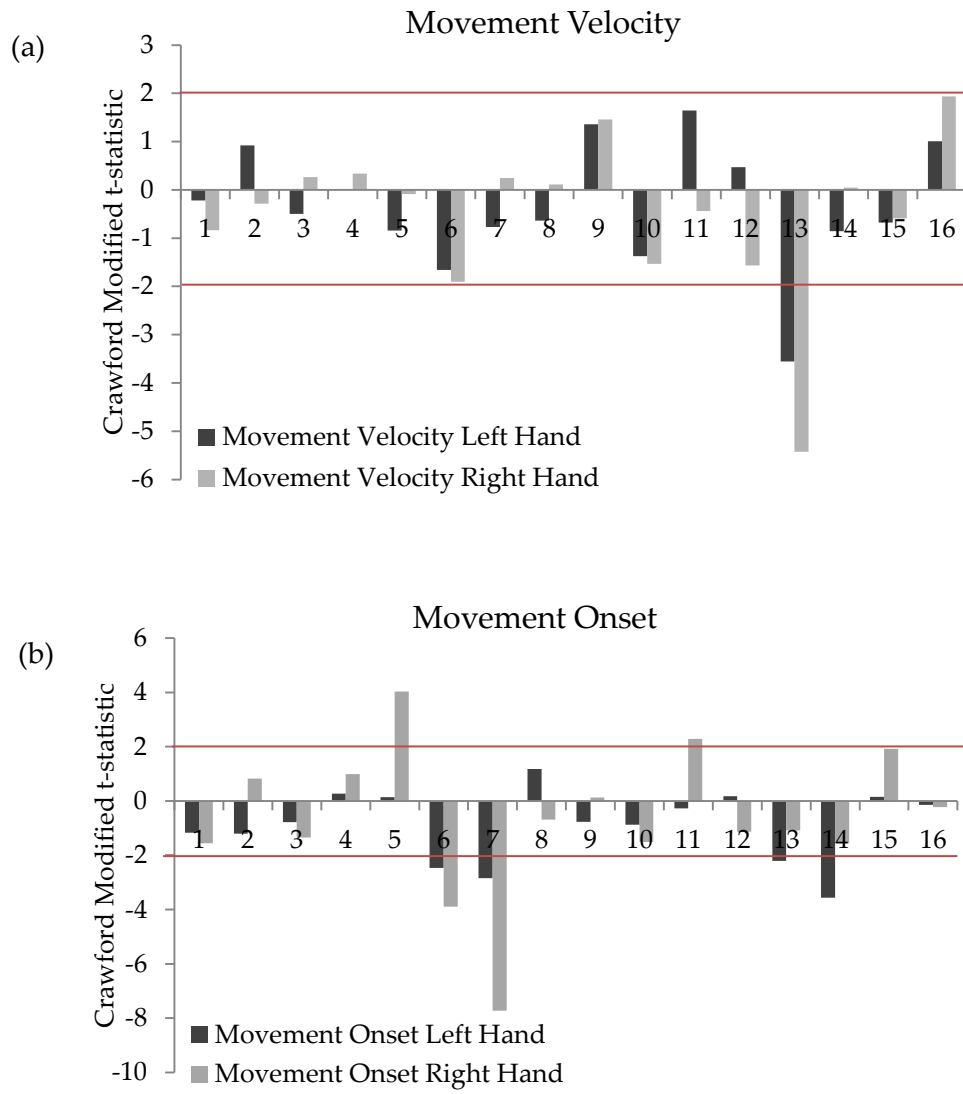 Movement Velocity
(a)
Crawford Modified t-statistic
3
2
1
0
-1
-2
-3
-4
-5
-6
1 2 3 4 5 6 7 8 9 10 11 12 13 14 15 16
Movement Velocity Left Hand
Movement Velocity Right Hand
Movement Onset
(b)
Crawford Modified t-statistic
6
4
2
0
-2
-4
-6
-8
-10
1 2 3 4 5 6 7 8 9 10 11 12 13 14 15 16
Movement Onset Left Hand
Movement Onset Right Hand